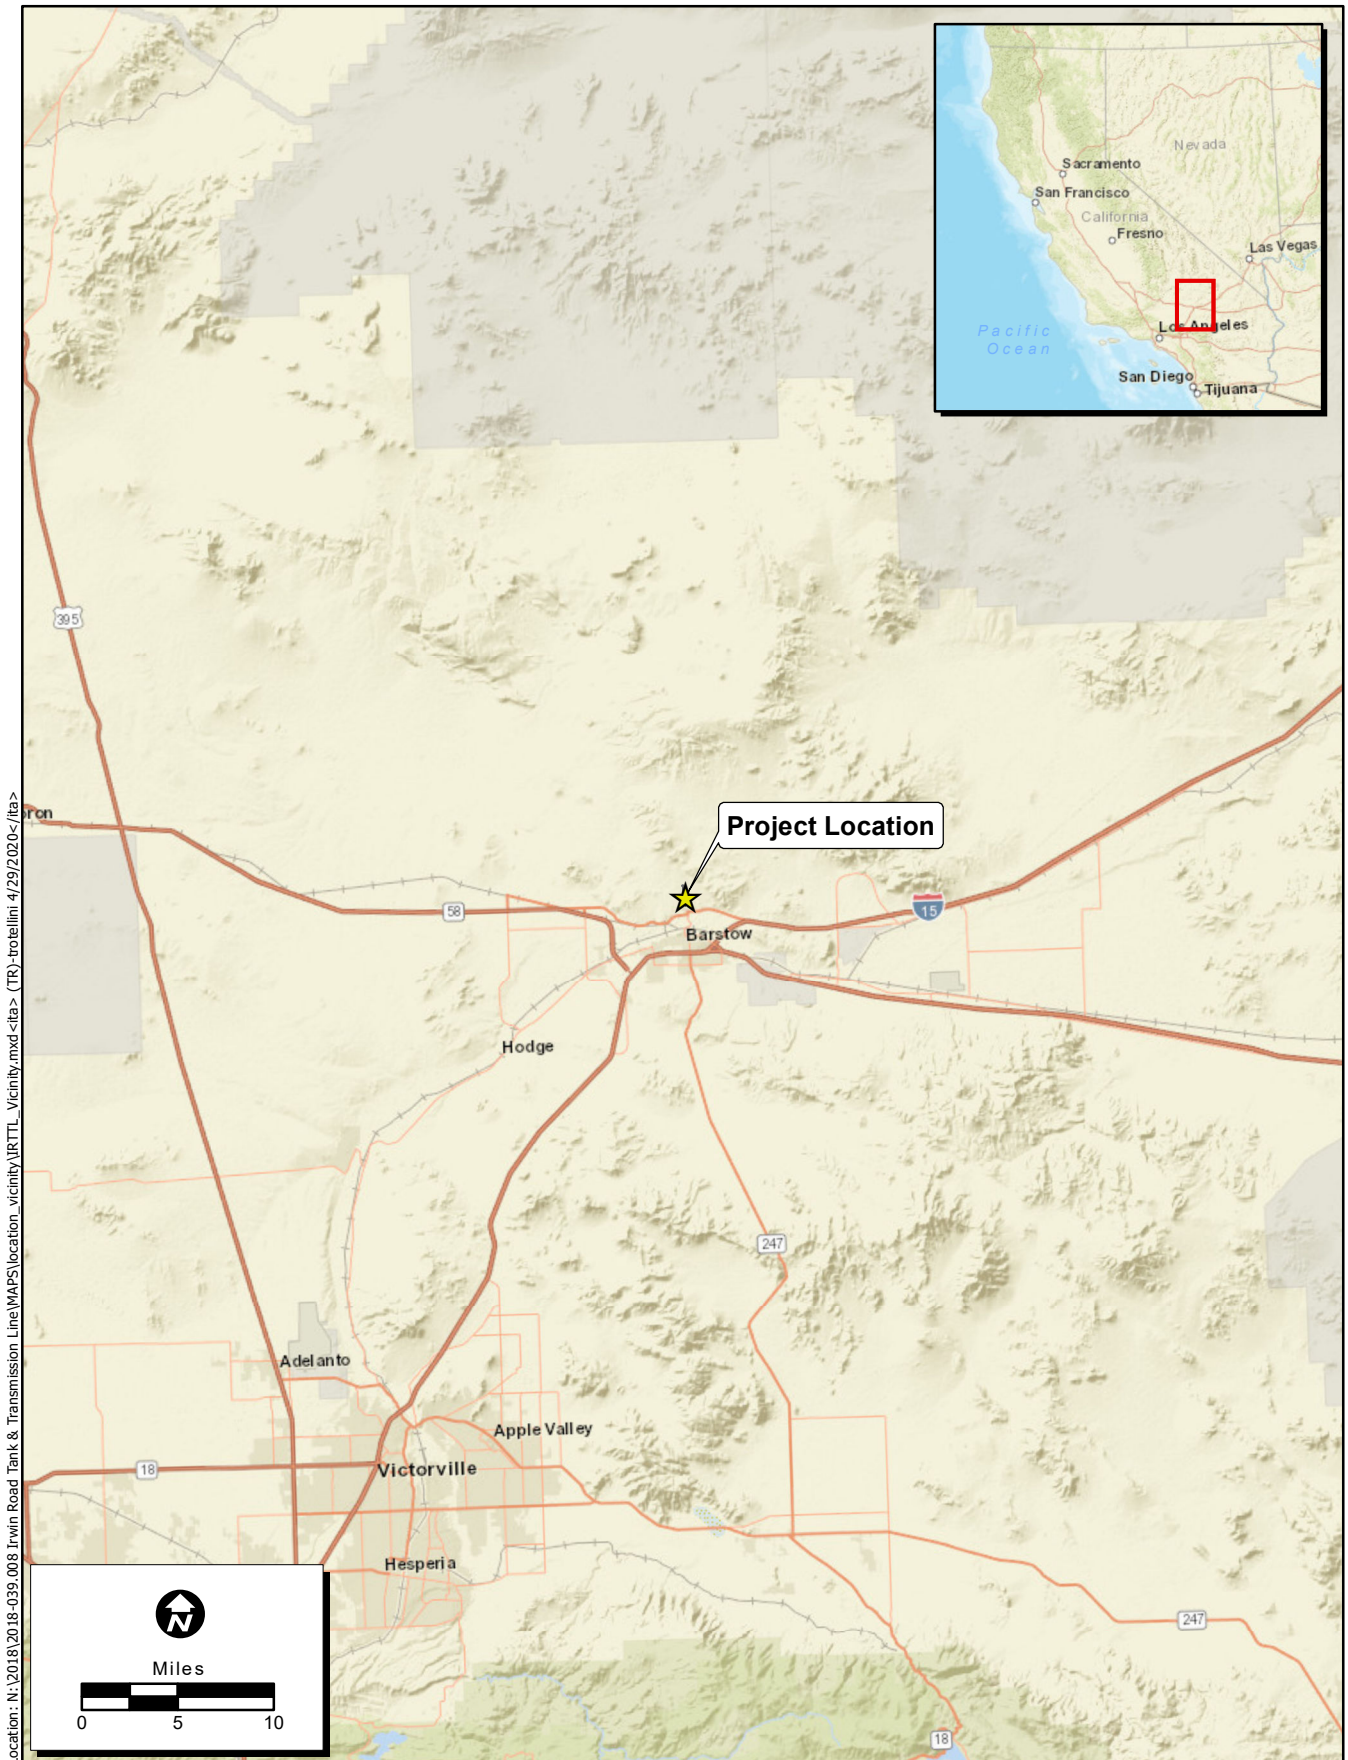 Nevada
Sacramento
San Francisco
California
Fresno
Las Vegas
Pacific
Ocean
Los Angeles
San Diego
Tijuana
395
Project Location
58
15
Barstow
Hodge
247
Adelanto
Apple Valley
18
Victorville
Hesperia
247
18
N
Miles
0 5 10
ocation: N:\2018\2018-039.008 Irwin Road Tank & Transmission Line\MAPS\location_vicinity\IRTTL_Vicinity.mxd<ita> (TR)-trotellini 4/29/2020</ita>